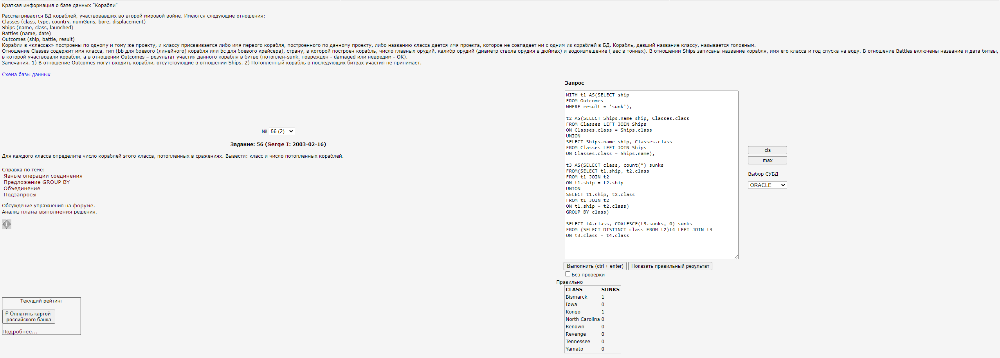 Краткая информация о базе данных "Корабли"
Рассматривается БД кораблей, участвовавших во второй мировой войне. Имеются следующие отношения:
Classes (class, type, country, numGuns, bore, displacement)
Ships (name, class, launched)
Battles (name, date)
Outcomes (ship, battle, result)
Корабли в «классах» построены по одному и тому же проекту, и классу присваивается либо имя первого корабля, построенного по данному проекту, либо названию класса дается имя проекта, которое не совпадает ни с одним из кораблей в БД. Корабль, давший название классу, называется головным.
Отношение Classes содержит имя класса, тип (bb для боевого (линейного) корабля или bc для боевого крейсера), страну, в которой построен корабль, число главных орудий, калибр орудий (диаметр ствола орудия в дюймах) и водоизмещение ( вес в тоннах). В отношении Ships записаны название корабля, имя его класса и год спуска на воду. В отношение Battles включены название и дата битвы,
в которой участвовали корабли, а в отношении Outcomes – результат участия данного корабля в битве (потоплен-sunk, поврежден - damaged или невредим - OK).
Замечания. 1) В отношение Outcomes могут входить корабли, отсутствующие в отношении Ships. 2) Потопленный корабль в последующих битвах участия не принимает.
Схема базы данных
№ 56 (2)
Задание: 56 (Serge I: 2003-02-16)
Для каждого класса определите число кораблей этого класса, потопленных в сражениях. Вывести: класс и число потопленных кораблей.
Справка по теме:
Явные операции соединения
Предложение GROUP BY
Объединение
Подзапросы
Обсуждение упражнения на форуме.
Анализ плана выполнения решения.
Текущий рейтинг
₽ Оплатить картой
российского банка
Подробнее...
Запрос
WITH t1 AS(SELECT ship
FROM Outcomes
WHERE result = 'sunk'),
t2 AS(SELECT Ships.name ship, Classes.class
FROM Classes LEFT JOIN Ships
ON Classes.class = Ships.class
UNION
SELECT Ships.name ship, Classes.class
FROM Classes LEFT JOIN Ships
ON Classes.class = Ships.name),
t3 AS(SELECT class, count(*) sunks
FROM(SELECT t1.ship, t2.class
FROM t1 JOIN t2
ON t1.ship = t2.ship
UNION
SELECT t1.ship, t2.class
FROM t1 JOIN t2
ON t1.ship = t2.class)
GROUP BY class)
SELECT t4.class, COALESCE(t3.sunks, 0) sunks
FROM (SELECT DISTINCT class FROM t2)t4 LEFT JOIN t3
ON t3.class = t4.class
cls
max
Выбор СУБД
ORACLE
Выполнить (ctrl + enter) Показать правильный результат
Без проверки
Правильно
CLASS SUNKS
Bismarck 1
Iowa 0
Kongo 1
North Carolina 0
Renown 0
Revenge 0
Tennessee 0
Yamato 0